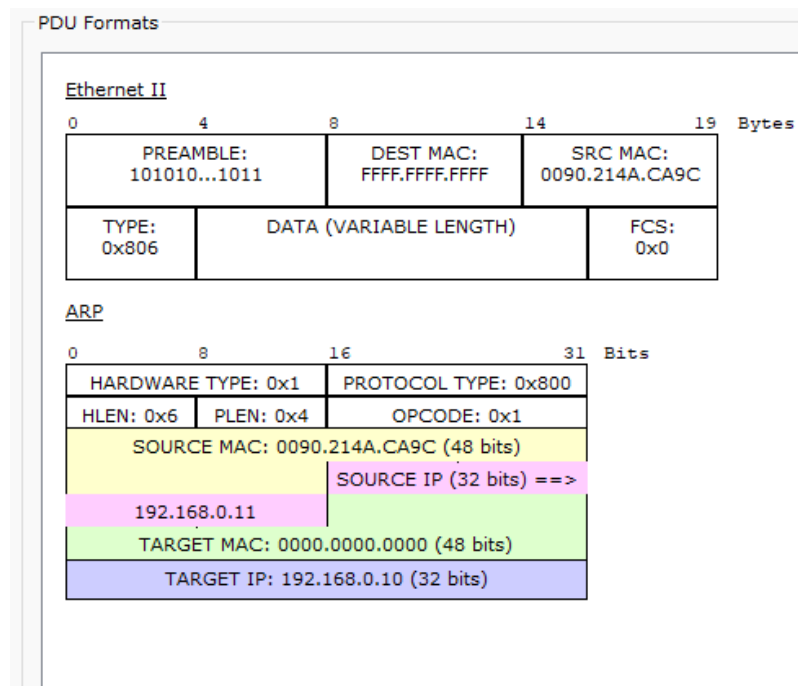 PDU Formats
Ethernet II
0 4 8 14 19 Bytes
PREAMBLE: DEST MAC: SRC MAC:
101010...1011 FFFF.FFFF.FFFF 0090.214A.CA9C
TYPE: DATA (VARIABLE LENGTH) FCS:
0x806 0x0
ARP
0 8 16 31 Bits
HARDWARE TYPE: 0x1 PROTOCOL TYPE: 0x800
HLEN: 0x6 PLEN: 0x4 OPCODE: 0x1
SOURCE MAC: 0090.214A.CA9C (48 bits)
SOURCE IP (32 bits) ==>
192.168.0.11
TARGET MAC: 0000.0000.0000 (48 bits)
TARGET IP: 192.168.0.10 (32 bits)